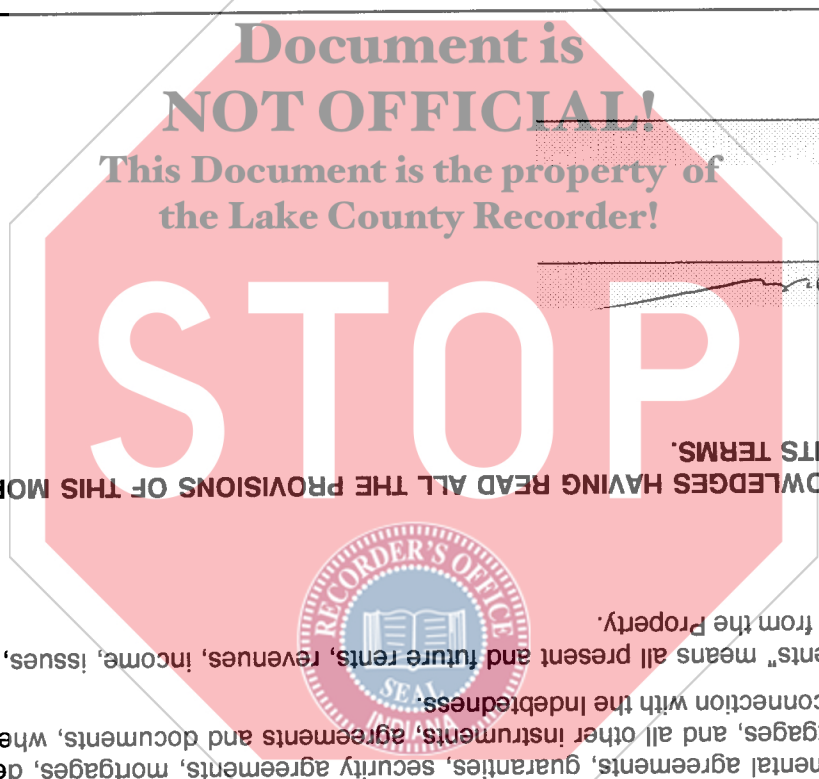 Document is
NOT OFFICIAL!
This Document is the property of
the Lake County Recorder!
STOP
RECORDER'S OFFICE
SEAL
INDIANA
mental agreements, guaranties, security agreements, mortgages, de
gages, and all other instruments, agreements and documents, whe
connection with the Indebtedness.
ents" means all present and future rents, revenues, income, issues,
from the Property.
OWLEDGES HAVING READ ALL THE PROVISIONS OF THIS MO
ITS TERMS.